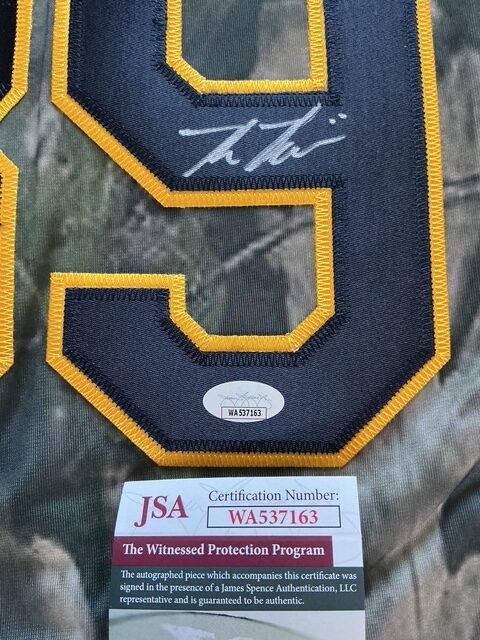 9
WA537163
JSA
Certification Number:
WA537163
The Witnessed Protection Program
The autographed piece which accompanies this certificate was
signed in the presence of a James Spence Authentication, LLC
representative and is guaranteed to be authentic.